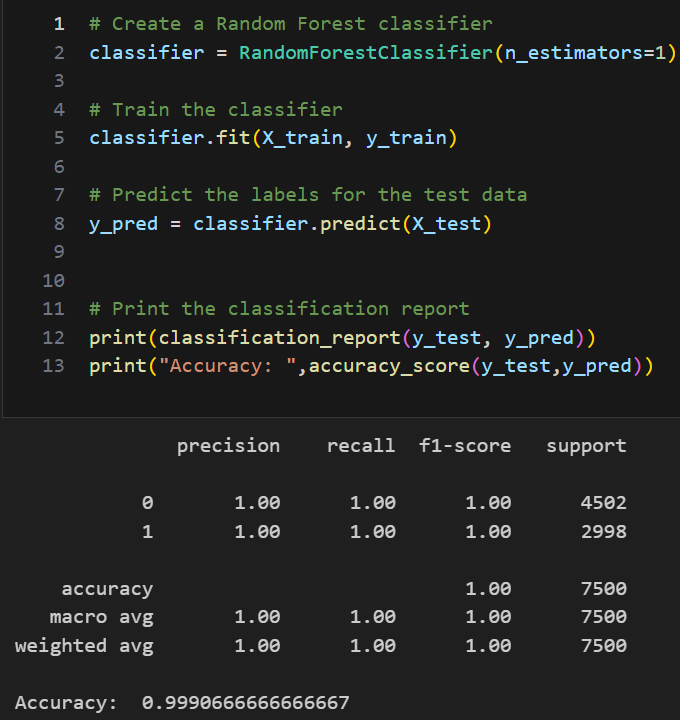 1 # Create a Random Forest classifier
2 classifier = RandomForestClassifier(n_estimators=1)
3
4 # Train the classifier
5 classifier.fit(X_train, y_train)
6
7 # Predict the labels for the test data
8 y_pred = classifier.predict(X_test)
9
10
11 # Print the classification report
12 print(classification_report(y_test, y_pred))
13 print("Accuracy: ",accuracy_score(y_test,y_pred))
precision recall f1-score support
0 1.00 1.00 1.00 4502
1 1.00 1.00 1.00 2998
accuracy 1.00 7500
macro avg 1.00 1.00 1.00 7500
weighted avg 1.00 1.00 1.00 7500
Accuracy: 0.9990666666666667